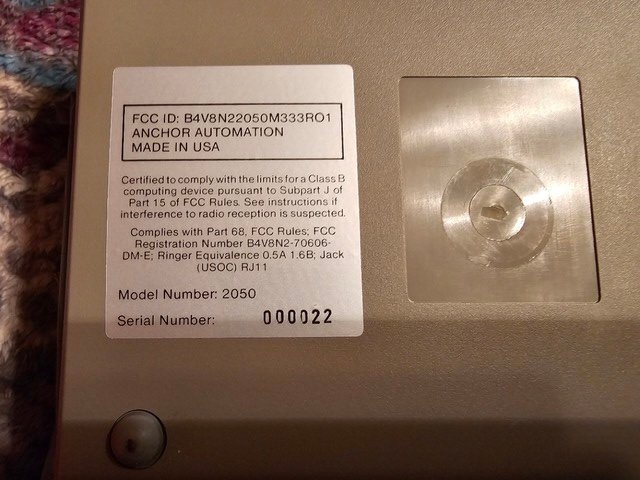 FCC ID: B4V8N22050M333RO1
ANCHOR AUTOMATION
MADE IN USA
Certified to comply with the limits for a Class B
computing device pursuant to Subpart J of
Part 15 of FCC Rules. See instructions if
interference to radio reception is suspected.
Complies with Part 68, FCC Rules; FCC
Registration Number B4V8N2-70606-
DM-E; Ringer Equivalence 0.5A 1.6B; Jack
(USOC) RJ11
Model Number: 2050
Serial Number: 000022